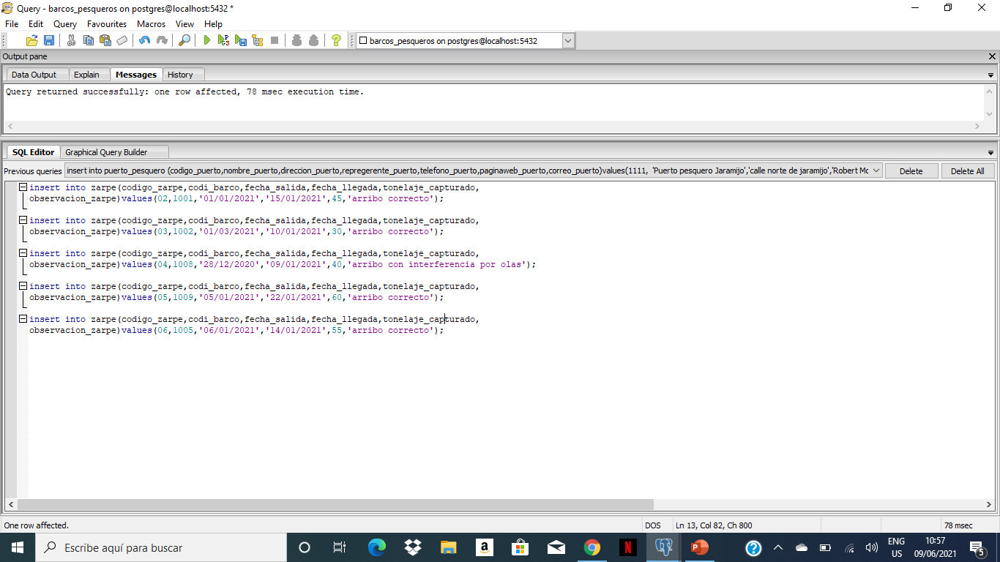 Query - barcos_pesqueros on postgres@localhost:5432 *
File Edit Query Favourites Macros View Help
barcos_pesqueros on postgres@localhost:5432
Output pane
Data Output Explain Messages History
Query returned successfully: one row affected, 78 msec execution time.
SQL Editor Graphical Query Builder
Previous queries insert into puerto_pesquero (codigo_puerto,nombre_puerto,direccion_puerto,repregerente_puerto,telefono_puerto,paginaweb_puerto,correo_puerto)values(1111, 'Puerto pesquero Jaramijo','calle norte de jaramijo','Robert Mc Delete Delete All
insert into zarpe(codigo_zarpe,codi_barco,fecha_salida,fecha_llegada,tonelaje_capturado,
observacion_zarpe)values(02,1001,'01/01/2021','15/01/2021',45,'arribo correcto');
insert into zarpe(codigo_zarpe,codi_barco,fecha_salida,fecha_llegada,tonelaje_capturado,
observacion_zarpe)values(03,1002,'01/03/2021','10/01/2021',30,'arribo correcto');
insert into zarpe(codigo_zarpe,codi_barco,fecha_salida,fecha_llegada,tonelaje_capturado,
observacion_zarpe)values(04,1008,'28/12/2020','09/01/2021',40,'arribo con interferencia por olas');
insert into zarpe(codigo_zarpe,codi_barco,fecha_salida,fecha_llegada,tonelaje_capturado,
observacion_zarpe)values(05,1009,'05/01/2021','22/01/2021',60,'arribo correcto');
insert into zarpe(codigo_zarpe,codi_barco,fecha_salida,fecha_llegada,tonelaje_capturado,
observacion_zarpe)values(06,1005,'06/01/2021','14/01/2021',55,'arribo correcto');
One row affected. DOS Ln 13, Col 82, Ch 800 78 msec
Escribe aquí para buscar
ENG 10:57
US 09/06/2021 5